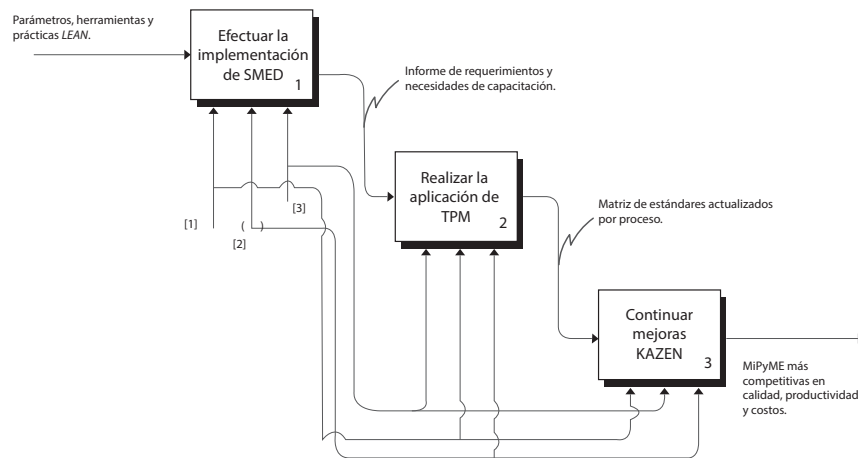 Parámetros, herramientas y
prácticas LEAN.
Efectuar la
implementación
de SMED
1
Informe de requerimientos y
necesidades de capacitación.
[1]
( )
[2]
[3]
Realizar la
aplicación de
TPM
2
Matriz de estándares actualizados
por proceso.
Continuar
mejoras
KAZEN
3
MiPyME más
competitivas en
calidad, productividad
y costos.